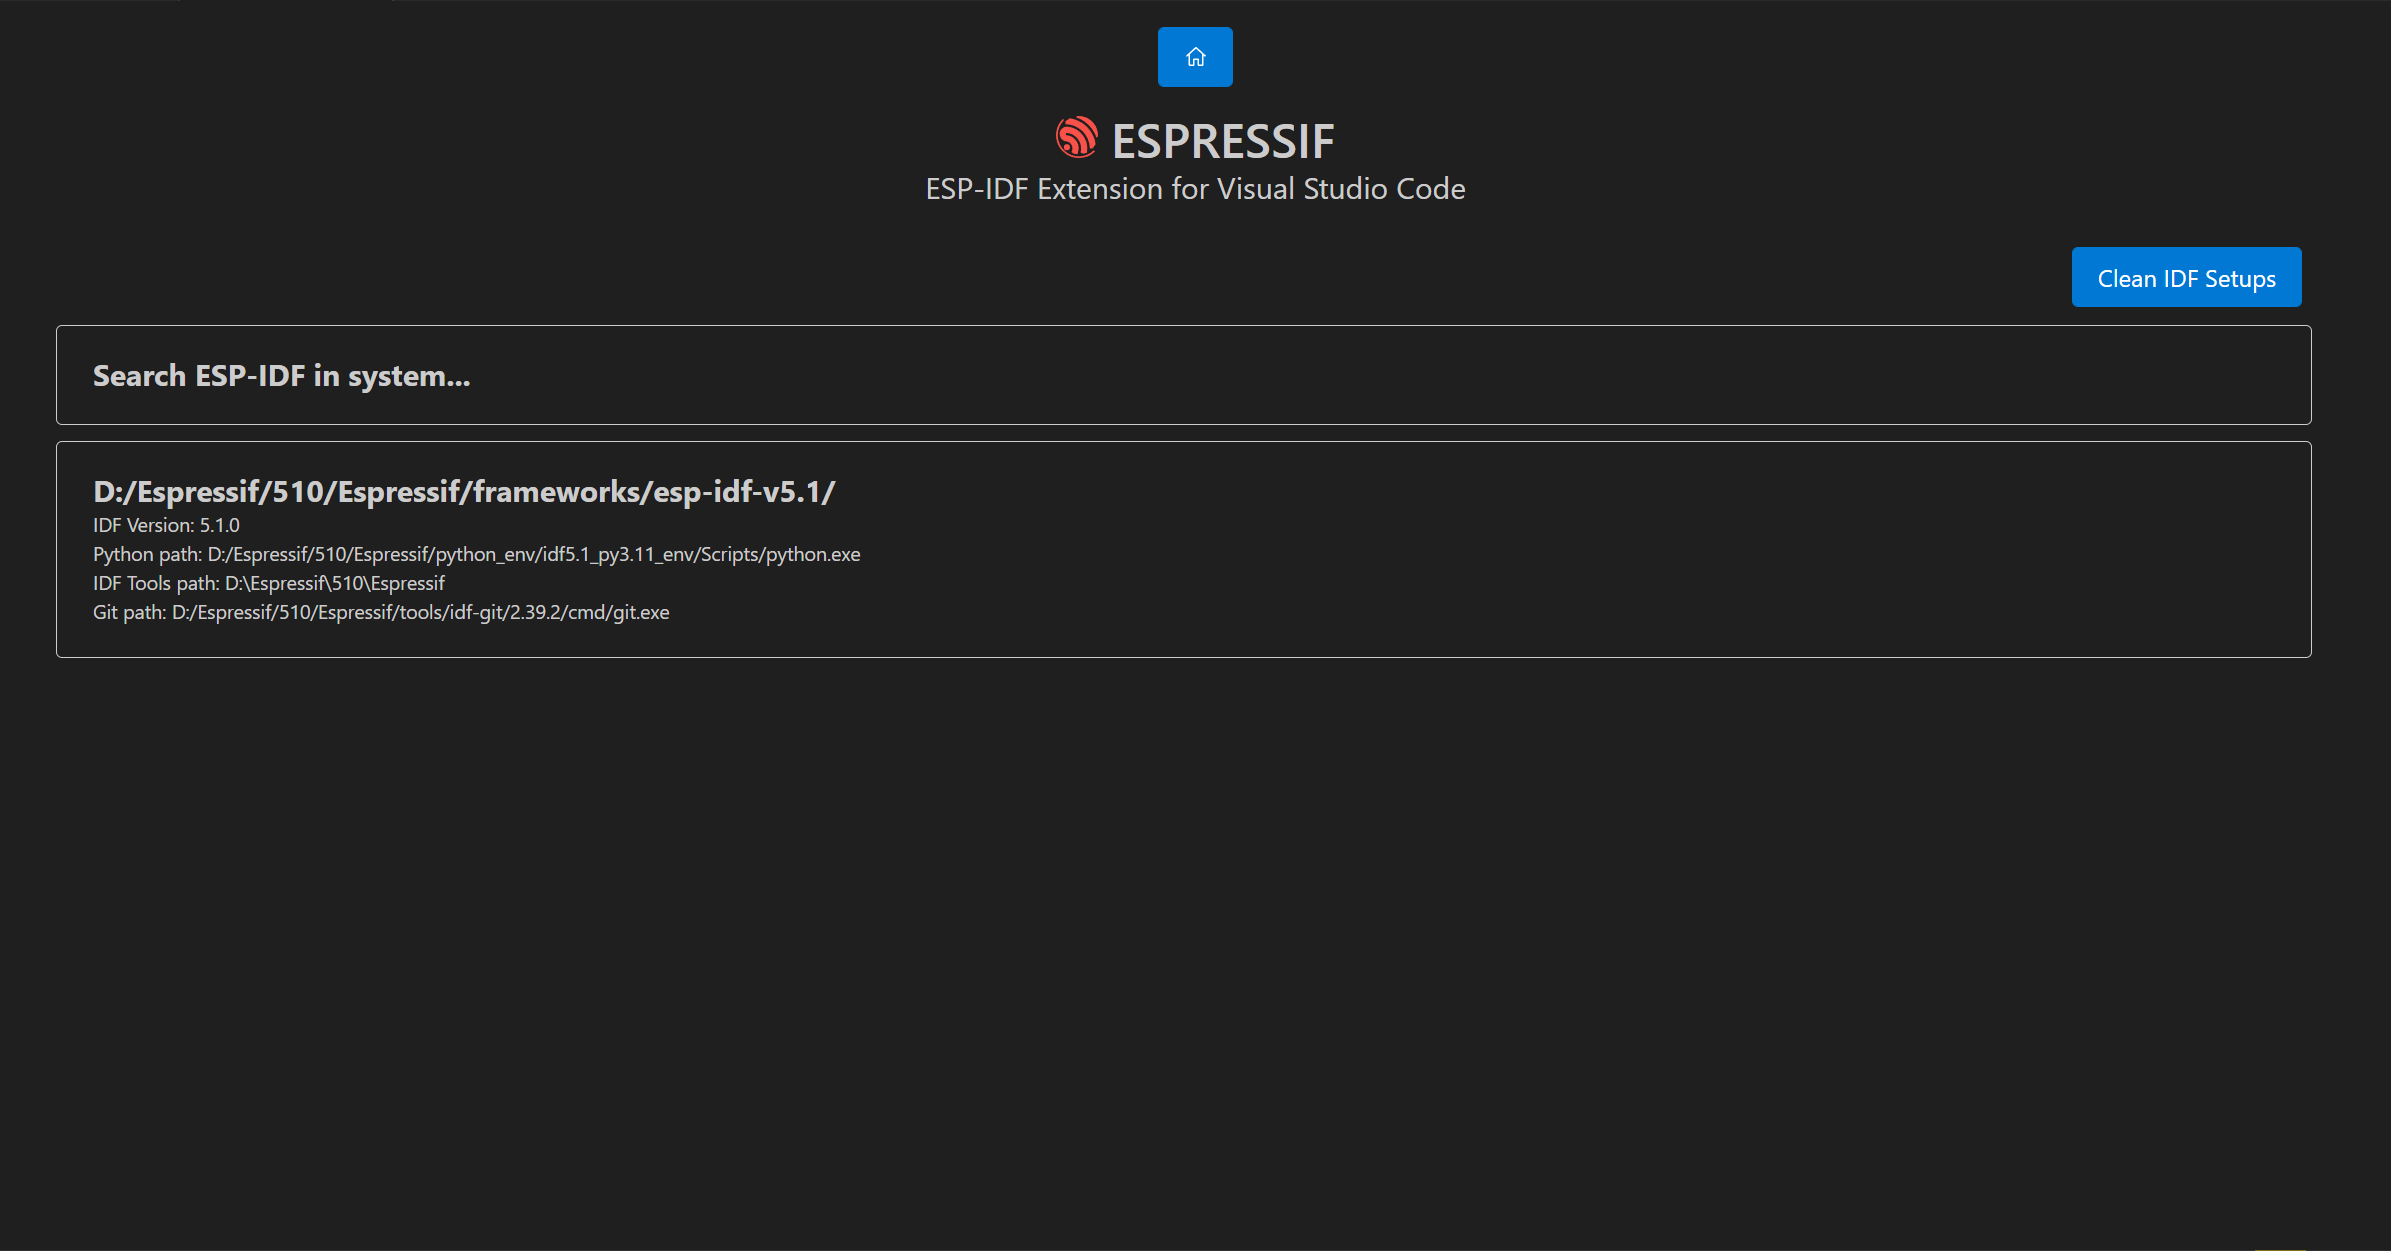 ESPRESSIF
ESP-IDF Extension for Visual Studio Code
Clean IDF Setups
Search ESP-IDF in system...
D:/Espressif/510/Espressif/frameworks/esp-idf-v5.1/
IDF Version: 5.1.0
Python path: D:/Espressif/510/Espressif/python_env/idf5.1_py3.11_env/Scripts/python.exe
IDF Tools path: D:\Espressif\510\Espressif
Git path: D:/Espressif/510/Espressif/tools/idf-git/2.39.2/cmd/git.exe